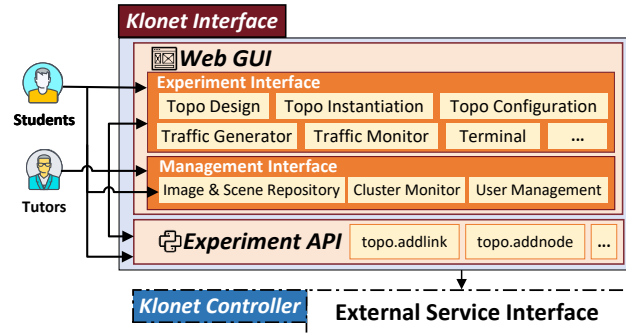 Klonet Interface
Web GUI
Experiment Interface
Topo Design Topo Instantiation Topo Configuration
Traffic Generator Traffic Monitor Terminal ...
Students
Management Interface
Image & Scene Repository Cluster Monitor User Management
Tutors
Experiment API topo.addlink topo.addnode ...
Klonet Controller External Service Interface